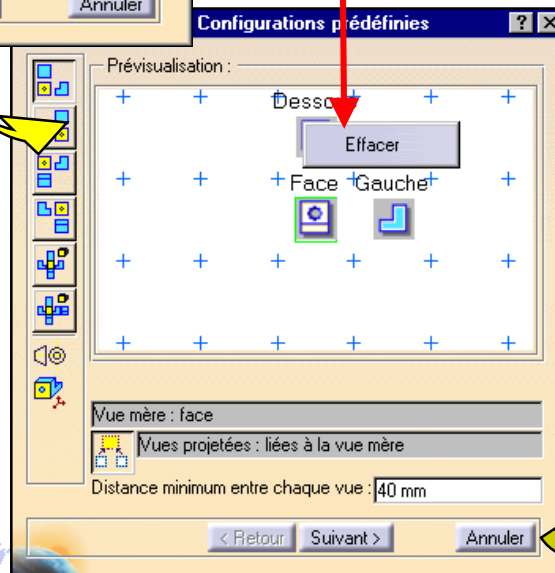 Annuler
Configurations prédéfinies
Prévisualisation :
Effacer
Face Gauche
Vue mère : face
Vues projetées : liées à la vue mère
Distance minimum entre chaque vue : 40 mm
< Retour Suivant > Annuler